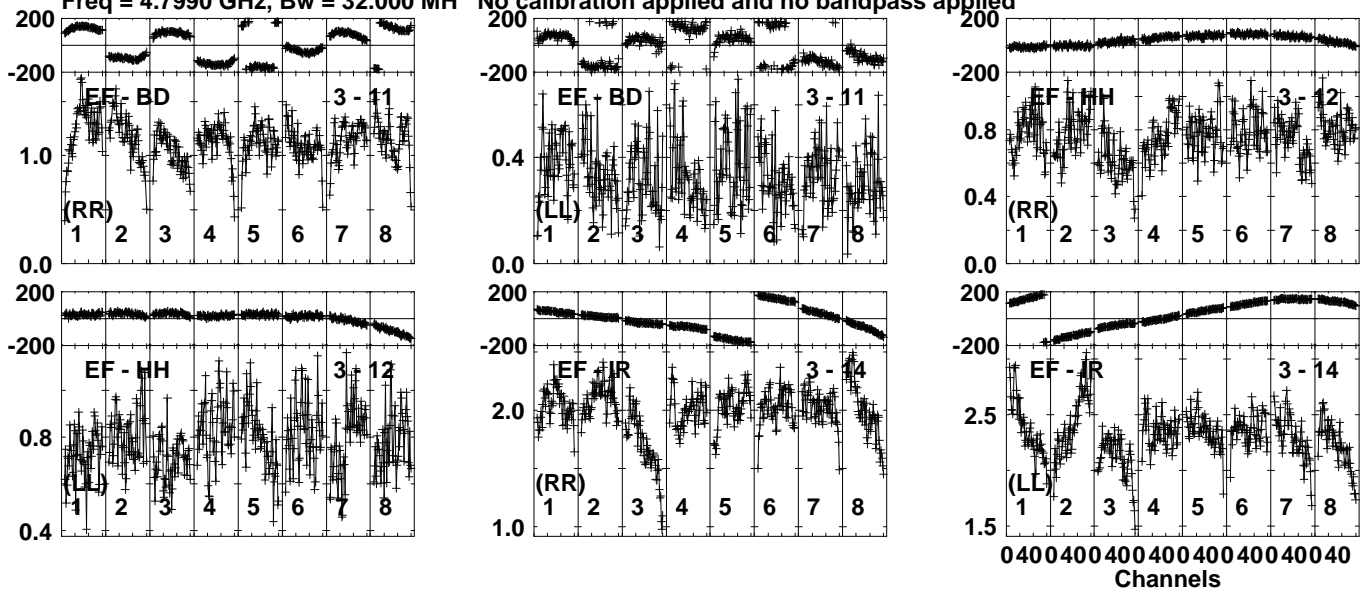 Freq = 4.7990 GHz, Bw = 32.000 MH No calibration applied and no bandpass applied
200
-200
EF - BD 3 - 11
1.0
(RR)
1 2 3 4 5 6 7 8
0.0
200
-200
EF - BD 3 - 11
0.4
(LL)
1 2 3 4 5 6 7 8
0.0
200
-200
EF - HH 3 - 12
0.8
0.4
(RR)
1 2 3 4 5 6 7 8
0.0
200
-200
EF - HH 3 - 12
0.8
(LL)
1 2 3 4 5 6 7 8
0.4
200
-200
EF - IR 3 - 14
2.0
(RR)
1 2 3 4 5 6 7 8
1.0
200
-200
EF - IR 3 - 14
2.5
(LL)
1 2 3 4 5 6 7 8
1.5
0 40 0 40 0 40 0 40 0 40 0 40 0 40 0 40
Channels